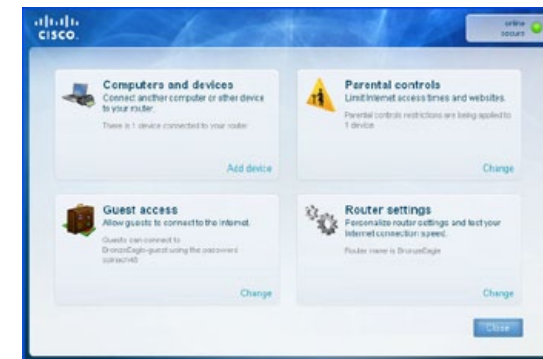 CISCO.
online
secure
Computers and devices
Connect another computer or other device
to your router.
There is 1 device connected to your router
Add device
Parental controls
Limit Internet access times and websites.
Parental controls restrictions are being applied to
1 device
Change
Guest access
Allow guests to connect to the internet.
Guests can connect to
BronzeEagle-guest using the password
Change
Router settings
Personalize router settings and test your
internet connection speed.
Router name is BronzeEagle
Change
Close